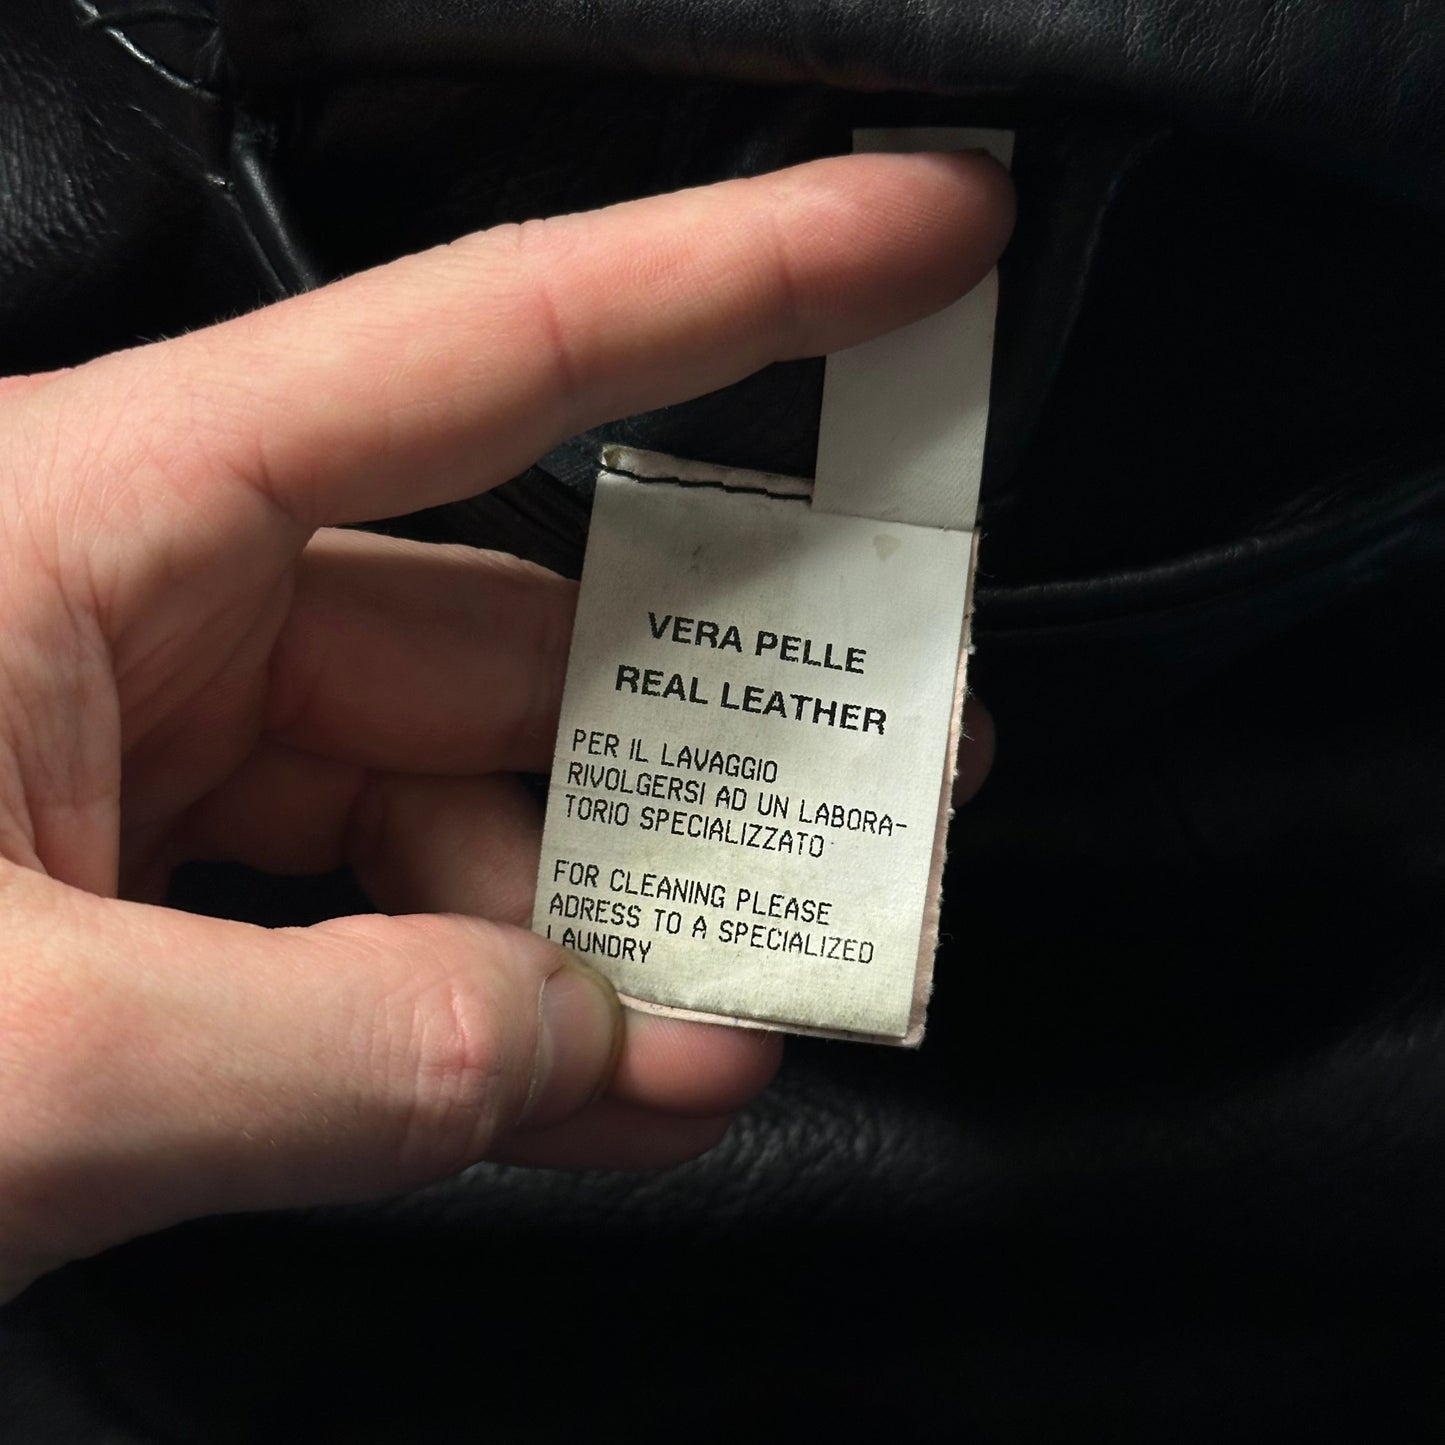 VERA PELLE
REAL LEATHER
PER IL LAVAGGIO
RIVOLGERSI AD UN LABORA-
TORIO SPECIALIZZATO
FOR CLEANING PLEASE
ADRESS TO A SPECIALIZED
LAUNDRY